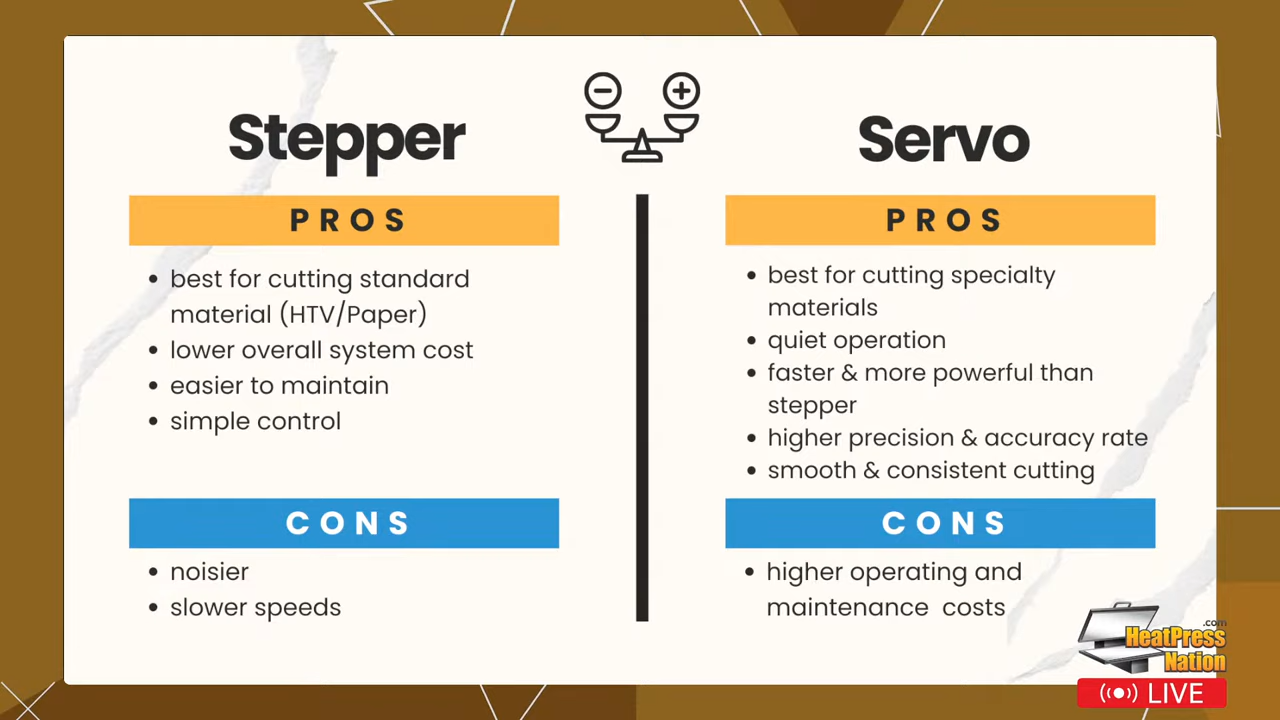 Stepper
PROS
• best for cutting standard
material (HTV/Paper)
• lower overall system cost
• easier to maintain
• simple control
CONS
• noisier
• slower speeds
Servo
PROS
• best for cutting specialty
materials
• quiet operation
• faster & more powerful than
stepper
• higher precision & accuracy rate
• smooth & consistent cutting
CONS
• higher operating and
maintenance costs
.com
HeatPress
Nation
LIVE